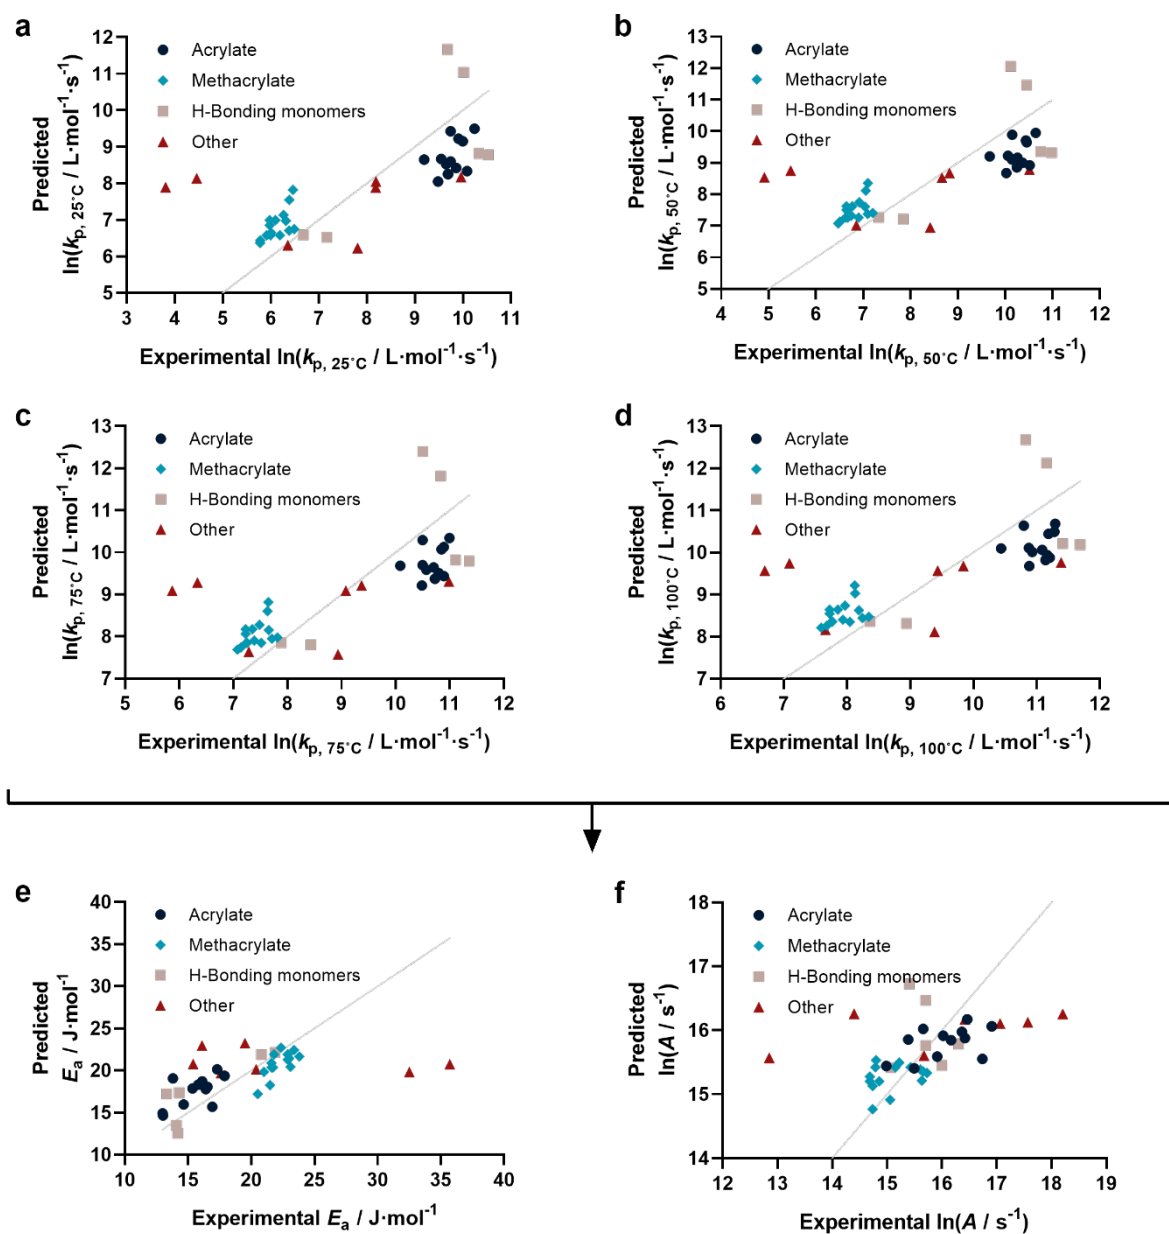 a
Predicted
ln(kp, 25°C / L·mol-1·s-1)
12
11
10
9
8
7
6
5
3
4
5
6
7
8
9
10
11
Acrylate
Methacrylate
H-Bonding monomers
Other
Experimental ln(kp, 25°C / L·mol-1·s-1)
b
Predicted
ln(kp, 50°C / L·mol-1·s-1)
13
12
11
10
9
8
7
6
5
4
5
6
7
8
9
10
11
12
Acrylate
Methacrylate
H-Bonding monomers
Other
Experimental ln(kp, 50°C / L·mol-1·s-1)
c
Predicted
ln(kp, 75°C / L·mol-1·s-1)
13
12
11
10
9
8
7
5
6
7
8
9
10
11
12
Acrylate
Methacrylate
H-Bonding monomers
Other
Experimental ln(kp, 75°C / L·mol-1·s-1)
d
Predicted
ln(kp, 100°C / L·mol-1·s-1)
13
12
11
10
9
8
7
6
7
8
9
10
11
12
Acrylate
Methacrylate
H-Bonding monomers
Other
Experimental ln(kp, 100°C / L·mol-1·s-1)
e
Predicted
Ea / J·mol-1
40
35
30
25
20
15
10
10
15
20
25
30
35
40
Acrylate
Methacrylate
H-Bonding monomers
Other
Experimental Ea / J·mol-1
f
Predicted
ln(A / s-1)
18
17
16
15
14
12
13
14
15
16
17
18
19
Acrylate
Methacrylate
H-Bonding monomers
Other
Experimental ln(A / s-1)